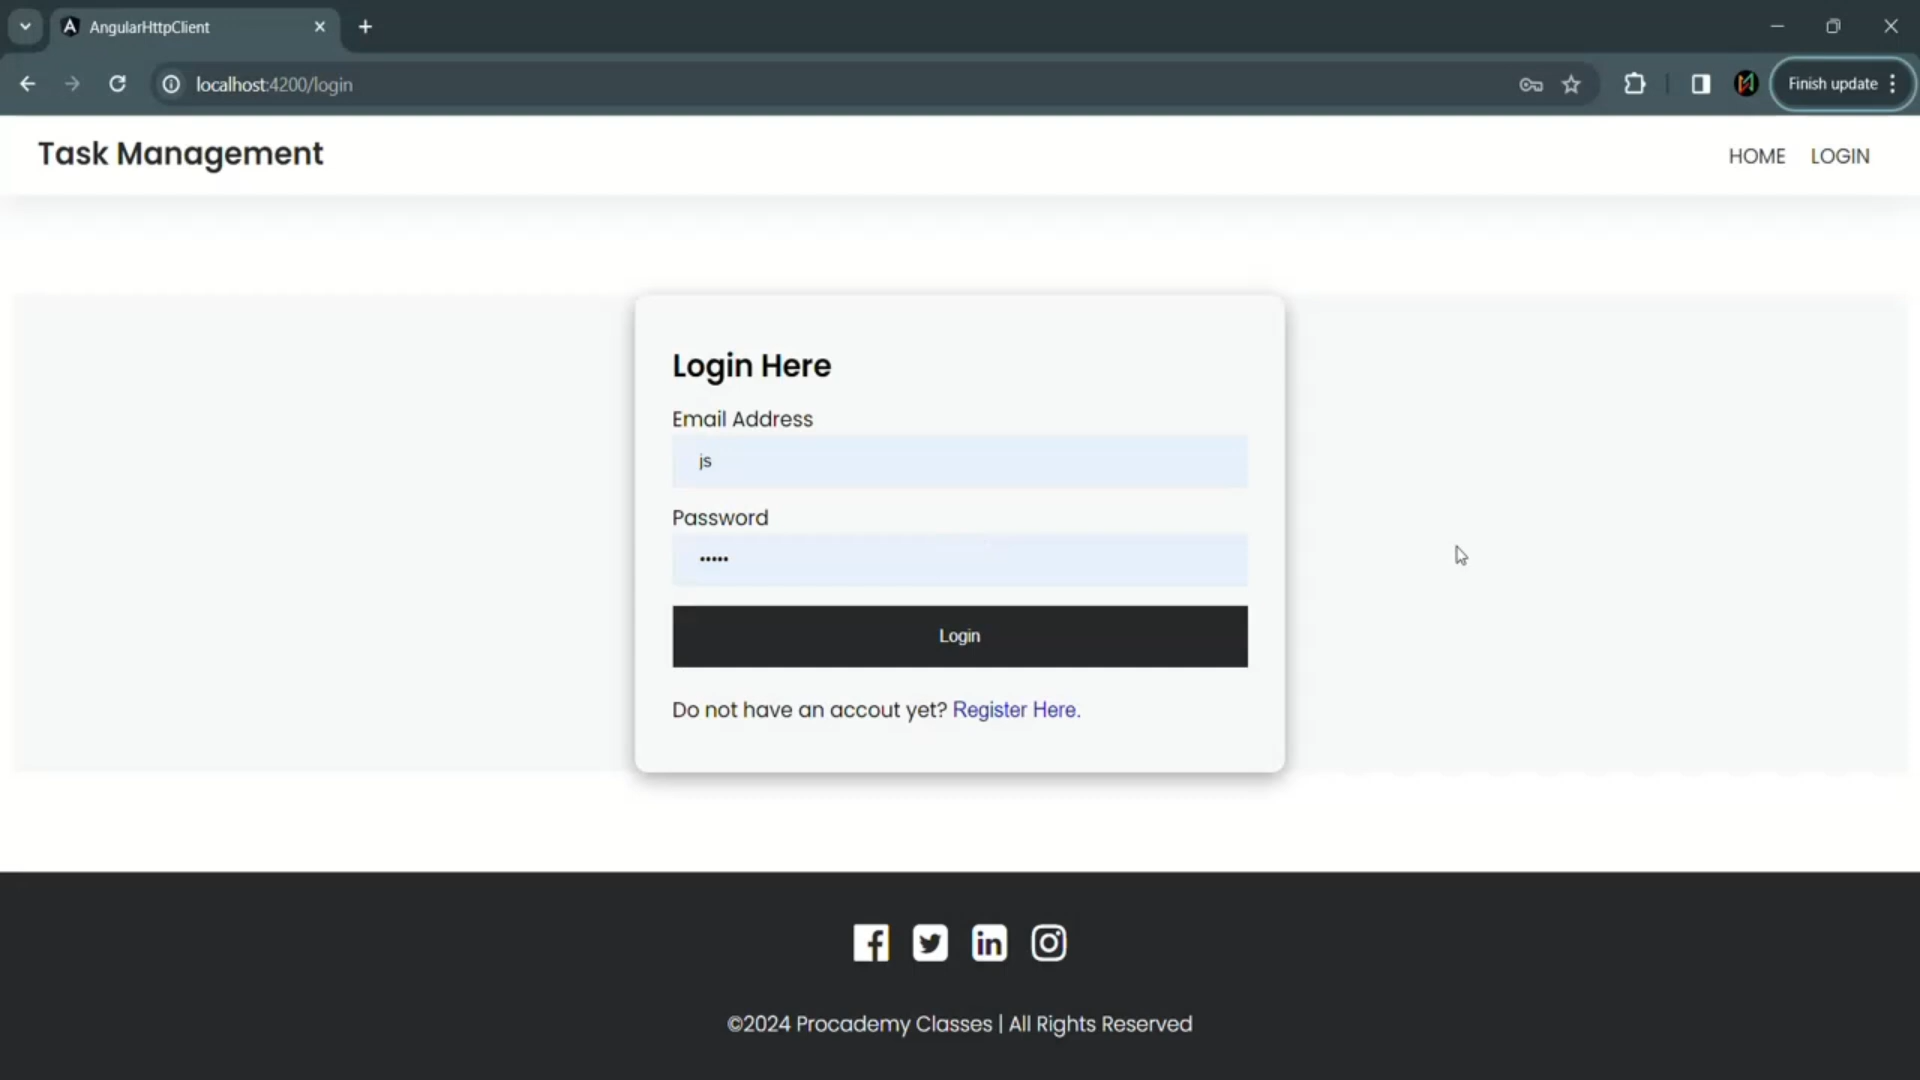 AngularHttpClient
localhost:4200/login
Finish update
Task Management
HOME LOGIN
Login Here
Email Address
js
Password
•••••
Login
Do not have an accout yet? Register Here.
©2024 Procademy Classes | All Rights Reserved